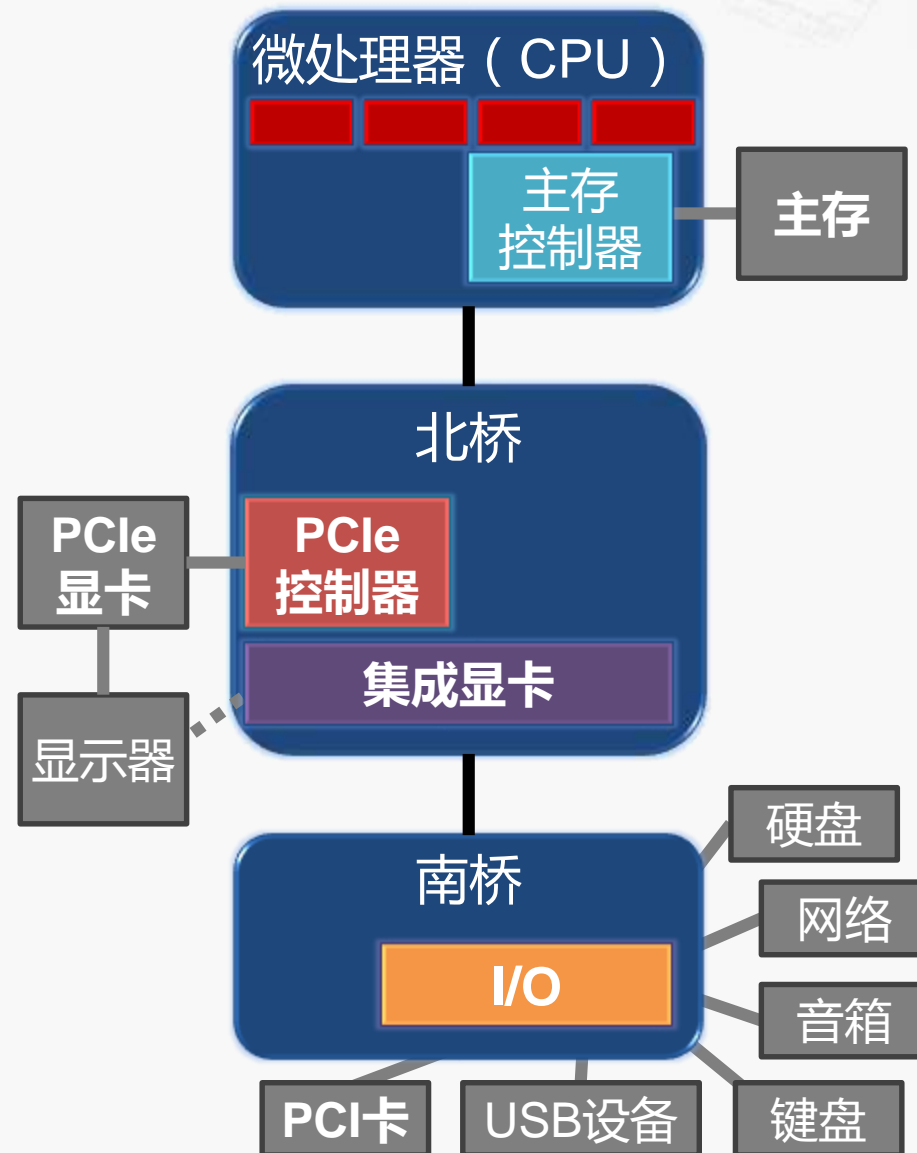 微处理器（CPU）
主存
控制器
主存
北桥
PCIe
显卡
PCIe
控制器
集成显卡
显示器
南桥
I/O
硬盘
网络
音箱
PCI卡
USB设备
键盘